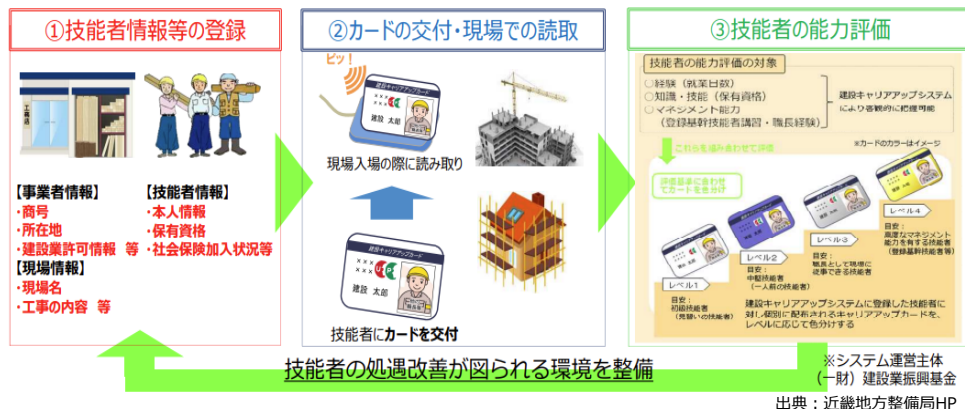 ①技能者情報等の登録
工務店
【事業者情報】
・商号
・所在地
・建設業許可情報 等
【現場情報】
・現場名
・工事の内容 等
【技能者情報】
・本人情報
・保有資格
・社会保険加入状況等
②カードの交付・現場での読取
ピッ！
建設キャリアアップカード
建設 太郎
現場入場の際に読み取り
建設キャリアアップカード
建設 太郎
技能者にカードを交付
③技能者の能力評価
技能者の能力評価の対象
○経験（就業日数）
○知識・技能（保有資格）
○マネジメント能力
（登録基幹技能者講習・職長経験）
建設キャリアアップシステム
により客観的に把握可能
これらを組み合わせて評価
※カードのカラーはイメージ
評価基準に合わせ
てカードを色分け
レベル4
目安：
高度なマネジメント
能力を有する技能者
（登録基幹技能者等）
レベル3
目安：
職長として現場に
従事できる技能者
レベル2
目安：
中堅技能者
（一人前の技能者）
レベル1
目安：
初級技能者
（見習いの技能者）
建設キャリアアップシステムに登録した技能者に
対し個別に配布されるキャリアアップカードを、
レベルに応じて色分けする
技能者の処遇改善が図られる環境を整備
※システム運営主体
（一財）建設業振興基金
出典：近畿地方整備局HP